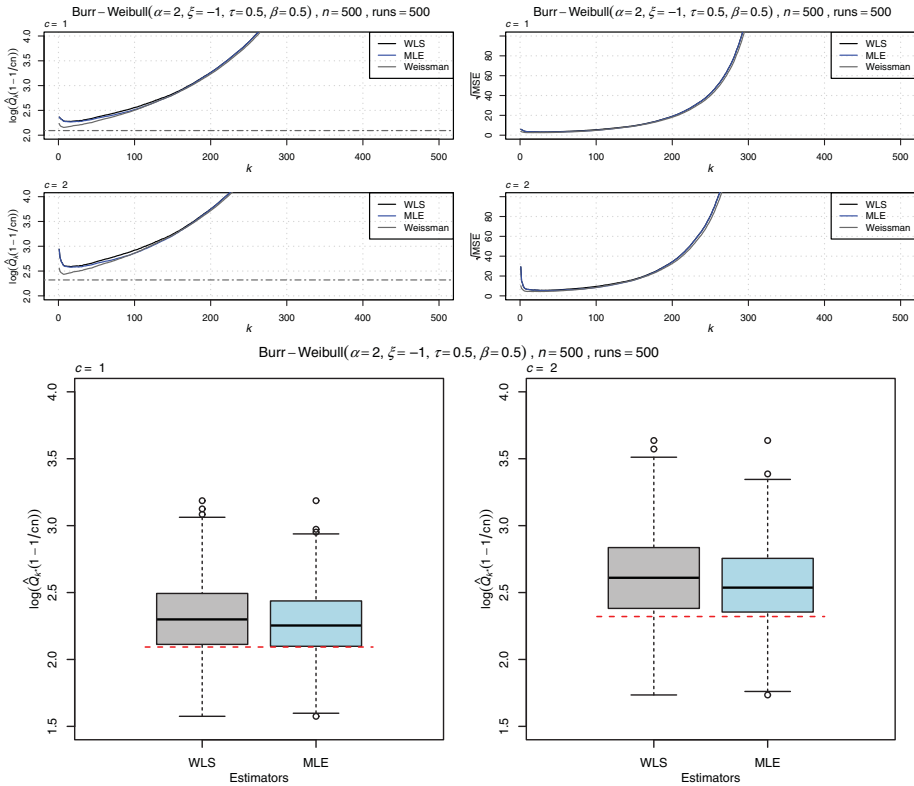 Burr−Weibull(α=2, ξ=−1, τ=0.5, β=0.5) , n=500 , runs=500
c= 1
log(Q̂k(1−1/cn))
4.0
3.5
3.0
2.5
2.0
WLS
MLE
Weissman
0 100 200 300 400 500
k
c= 2
log(Q̂k(1−1/cn))
4.0
3.5
3.0
2.5
2.0
WLS
MLE
Weissman
0 100 200 300 400 500
k
Burr−Weibull(α=2, ξ=−1, τ=0.5, β=0.5) , n=500 , runs=500
c= 1
√MSE
80
60
40
20
0
WLS
MLE
Weissman
0 100 200 300 400 500
k
c= 2
√MSE
80
60
40
20
0
WLS
MLE
Weissman
0 100 200 300 400 500
k
Burr−Weibull(α=2, ξ=−1, τ=0.5, β=0.5) , n=500 , runs=500
c= 1
log(Q̂k*(1−1/cn))
4.0
3.5
3.0
2.5
2.0
1.5
WLS MLE
Estimators
c= 2
log(Q̂k*(1−1/cn))
4.0
3.5
3.0
2.5
2.0
1.5
WLS MLE
Estimators